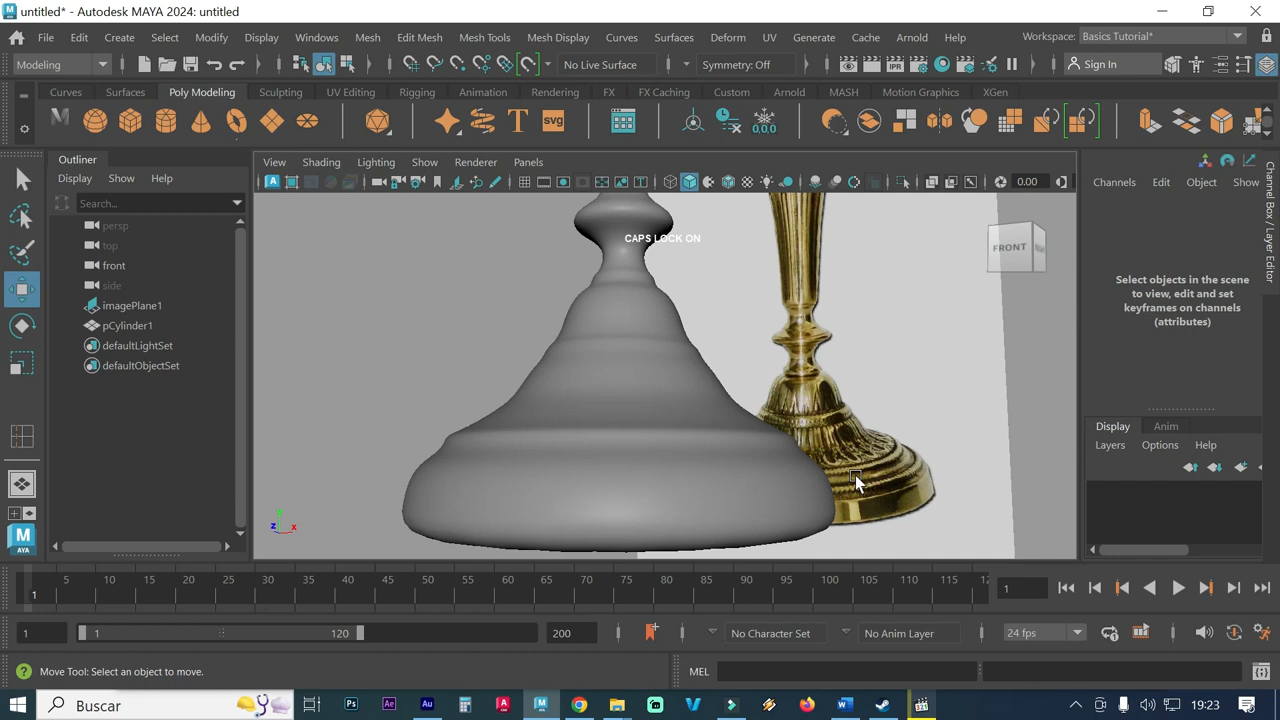 untitled* - Autodesk MAYA 2024: untitled
File Edit Create Select Modify Display Windows Mesh Edit Mesh Mesh Tools Mesh Display Curves Surfaces Deform UV Generate Cache Arnold Help Workspace: Basics Tutorial*
Modeling No Live Surface Symmetry: Off IPR Sign In
Curves Surfaces Poly Modeling Sculpting UV Editing Rigging Animation Rendering FX FX Caching Custom Arnold MASH Motion Graphics XGen
M T svg 0,0,0
Outliner
Display Show Help
Search...
persp
top
front
side
imagePlane1
pCylinder1
defaultLightSet
defaultObjectSet
View Shading Lighting Show Renderer Panels
0.00
CAPS LOCK ON
FRONT
y
z x
Channels Edit Object Show
Channel Box / Layer Editor
Select objects in the scene
to view, edit and set
keyframes on channels
(attributes)
Display Anim
Layers Options Help
M
AYA
5 10 15 20 25 30 35 40 45 50 55 60 65 70 75 80 85 90 95 100 105 110 115 12
1 1
1 1 120 200 No Character Set No Anim Layer 24 fps
Move Tool: Select an object to move. MEL
Buscar Ps Ae Au M W 19:23